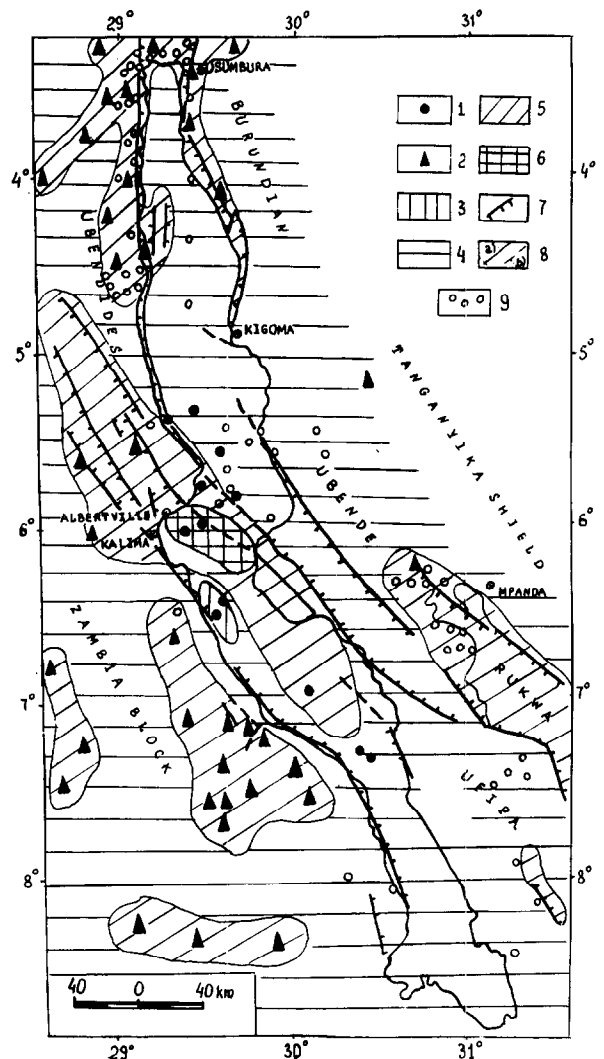 29° 30° 31°
USUMBURA
BURUNDIAN
1 5
2 6
3 7
4 a) 8
9
4° 4°
UBENDIDES
KIGOMA
5° 5°
TANGANYIKA SHIELD
UBENDE
ALBERTVILLE
6° 6°
KALIMA
MPANDA
ZAMBIA BLOCK
RUKWA
7° 7°
UFIPA
8° 8°
40 0 40 km
29° 30° 31°